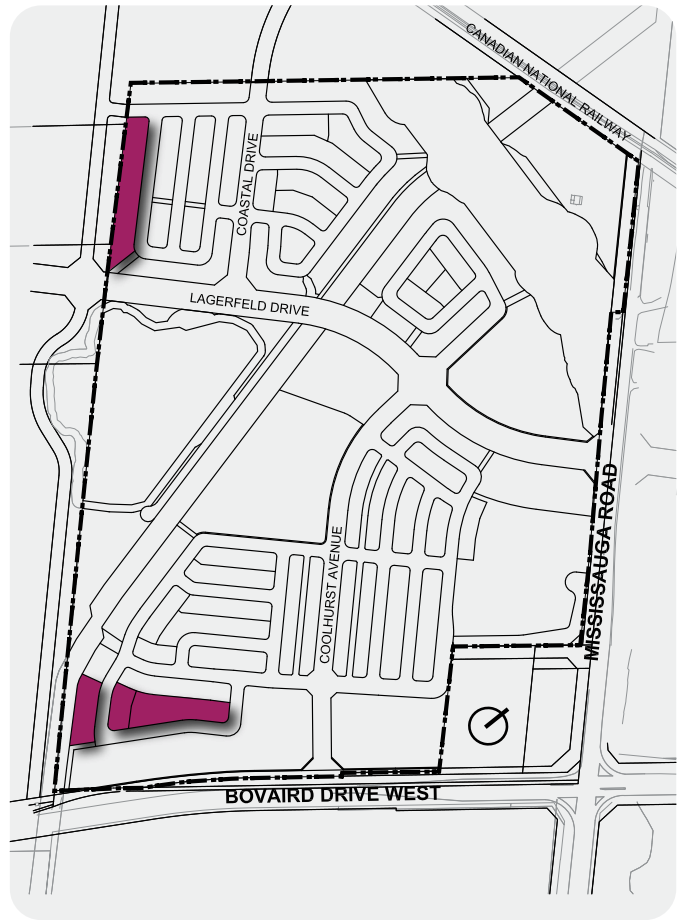 CANADIAN NATIONAL RAILWAY
COASTAL DRIVE
LAGERFELD DRIVE
MISSISSAUGA ROAD
COOLHURST AVENUE
BOVAIRD DRIVE WEST